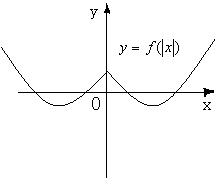 y
y = f(|x|)
0
x